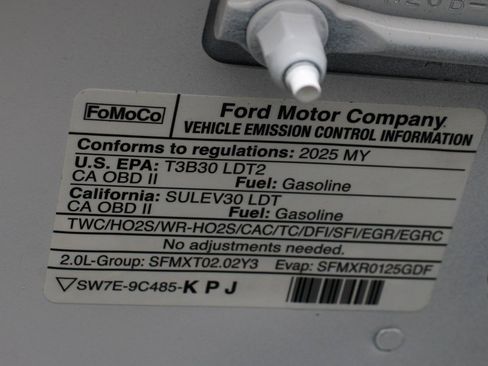 FoMoCo
Ford Motor Company
VEHICLE EMISSION CONTROL INFORMATION
Conforms to regulations: 2025 MY
U.S. EPA: T3B30 LDT2
CA OBD II Fuel: Gasoline
California: SULEV30 LDT
CA OBD II Fuel: Gasoline
TWC/HO2S/WR-HO2S/CAC/TC/DFI/SFI/EGR/EGRC
No adjustments needed.
2.0L-Group: SFMXT02.02Y3 Evap: SFMXR0125GDF
SW7E-9C485-KPJ